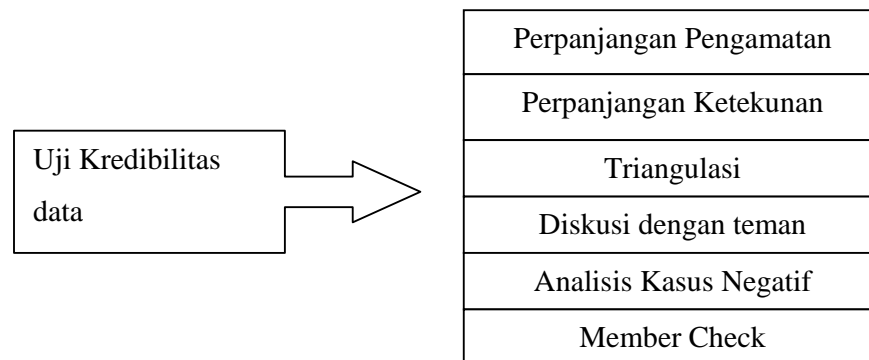 Uji Kredibilitas
data
Perpanjangan Pengamatan
Perpanjangan Ketekunan
Triangulasi
Diskusi dengan teman
Analisis Kasus Negatif
Member Check